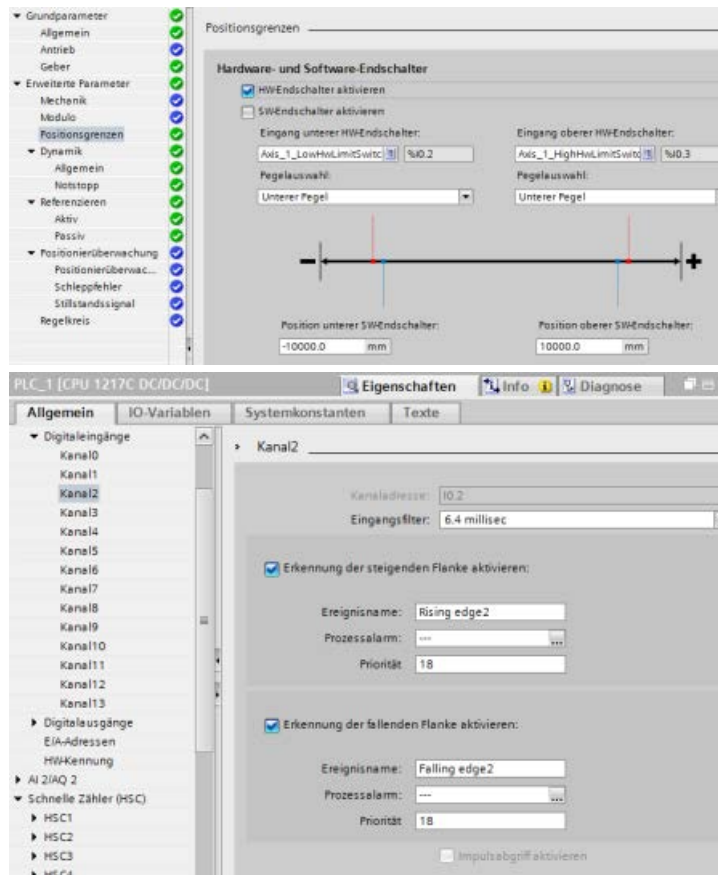 Grundparameter
Allgemein
Antrieb
Geber
Erweiterte Parameter
Mechanik
Modulo
Positionsgrenzen
Dynamik
Allgemein
Notstopp
Referenzieren
Aktiv
Passiv
Positionierüberwachung
Positionierüberwac...
Schleppfehler
Stillstandssignal
Regelkreis
Positionsgrenzen
Hardware- und Software-Endschalter
HW-Endschalter aktivieren
SW-Endschalter aktivieren
Eingang unterer HW-Endschalter: Eingang oberer HW-Endschalter:
Axis_1_LowHwLimitSwitc %I0.2 Axis_1_HighHwLimitSwitc %I0.3
Pegelauswahl: Pegelauswahl:
Unterer Pegel Unterer Pegel
− +
Position unterer SW-Endschalter: Position oberer SW-Endschalter:
-10000.0 mm 10000.0 mm
PLC_1 [CPU 1217C DC/DC/DC] Eigenschaften Info Diagnose
Allgemein IO-Variablen Systemkonstanten Texte
Digitaleingänge
Kanal0
Kanal1
Kanal2
Kanal3
Kanal4
Kanal5
Kanal6
Kanal7
Kanal8
Kanal9
Kanal10
Kanal11
Kanal12
Kanal13
Digitalausgänge
E/A-Adressen
HW-Kennung
AI 2/AQ 2
Schnelle Zähler (HSC)
HSC1
HSC2
HSC3
HSC4
Kanal2
Kanaladresse: I0.2
Eingangsfilter: 6.4 millisec
Erkennung der steigenden Flanke aktivieren:
Ereignisname: Rising edge2
Prozessalarm: --- ...
Priorität 18
Erkennung der fallenden Flanke aktivieren:
Ereignisname: Falling edge2
Prozessalarm: --- ...
Priorität 18
Impulsabgriff aktivieren